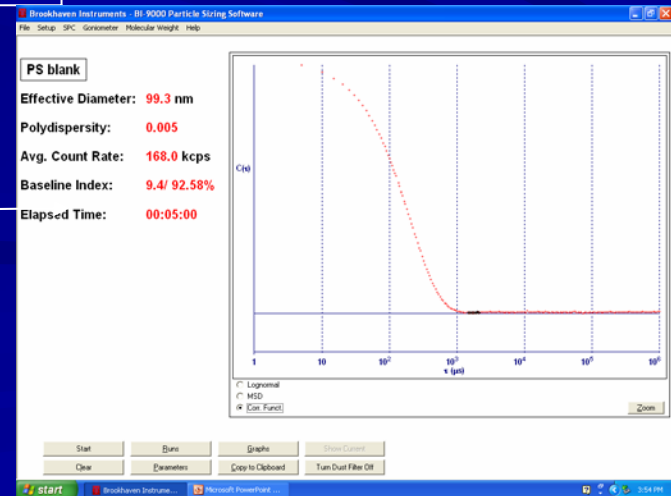 Brookhaven Instruments - BI-9000 Particle Sizing Software
File Setup SPC Goniometer Molecular Weight Help
PS blank
Effective Diameter: 99.3 nm
Polydispersity: 0.005
Avg. Count Rate: 168.0 kcps
Baseline Index: 9.4/ 92.58%
Elapsed Time: 00:05:00
C(τ)
1 10 10² 10³ 10⁴ 10⁵ 10⁶
τ (µs)
Lognormal
MSD
Corr. Funct.
Zoom
Start Runs Graphs Show Current
Clear Parameters Copy to Clipboard Turn Dust Filter Off
start Brookhaven Instrume... Microsoft PowerPoint ... 3:54 PM